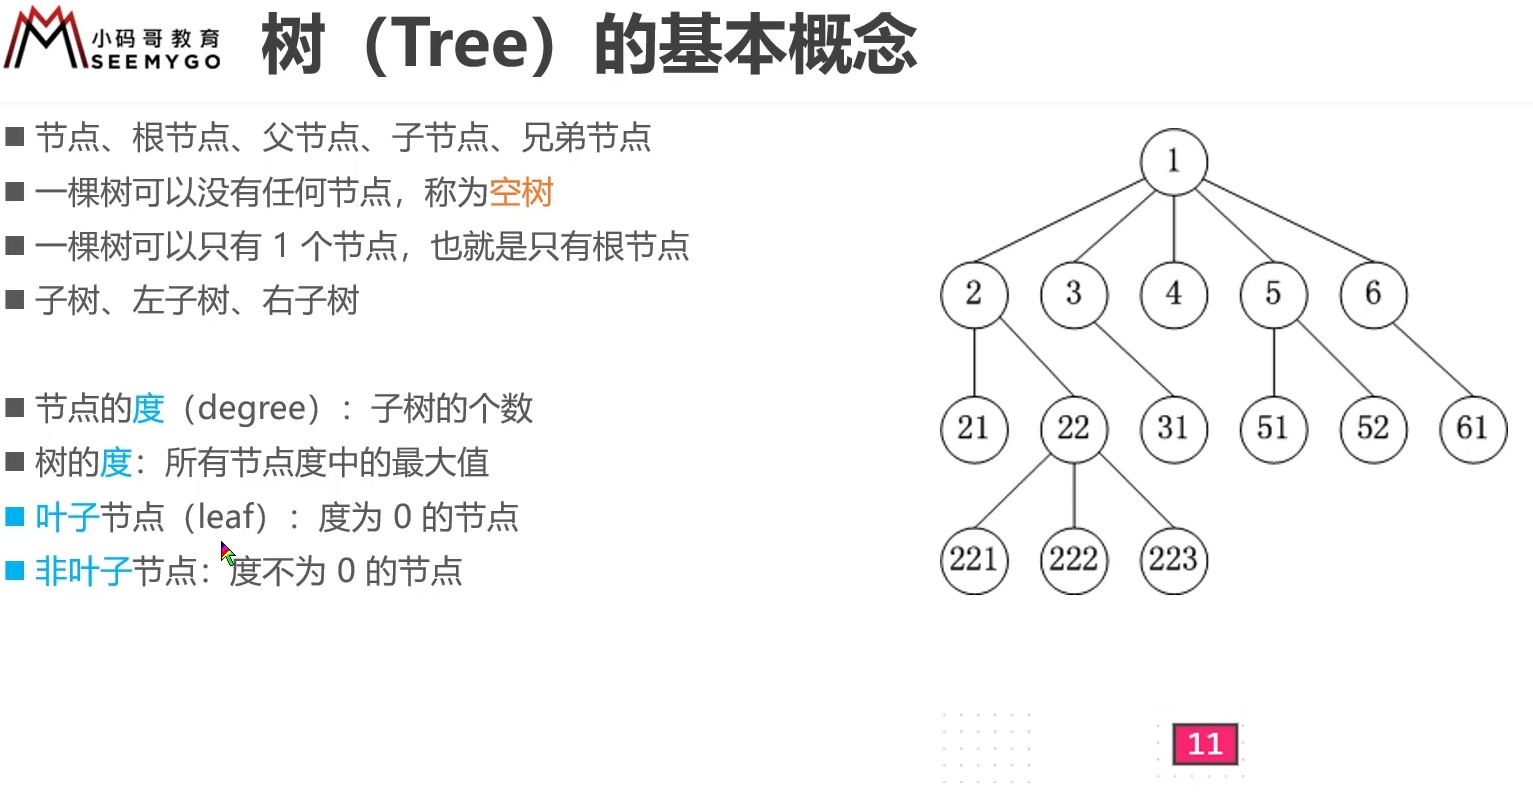 小码哥教育
SEEMYGO
树（Tree）的基本概念
■ 节点、根节点、父节点、子节点、兄弟节点
■ 一棵树可以没有任何节点，称为空树
■ 一棵树可以只有 1 个节点，也就是只有根节点
■ 子树、左子树、右子树
■ 节点的度（degree）：子树的个数
■ 树的度：所有节点度中的最大值
■ 叶子节点（leaf）：度为 0 的节点
■ 非叶子节点：度不为 0 的节点
1
2 3 4 5 6
21 22 31 51 52 61
221 222 223
11